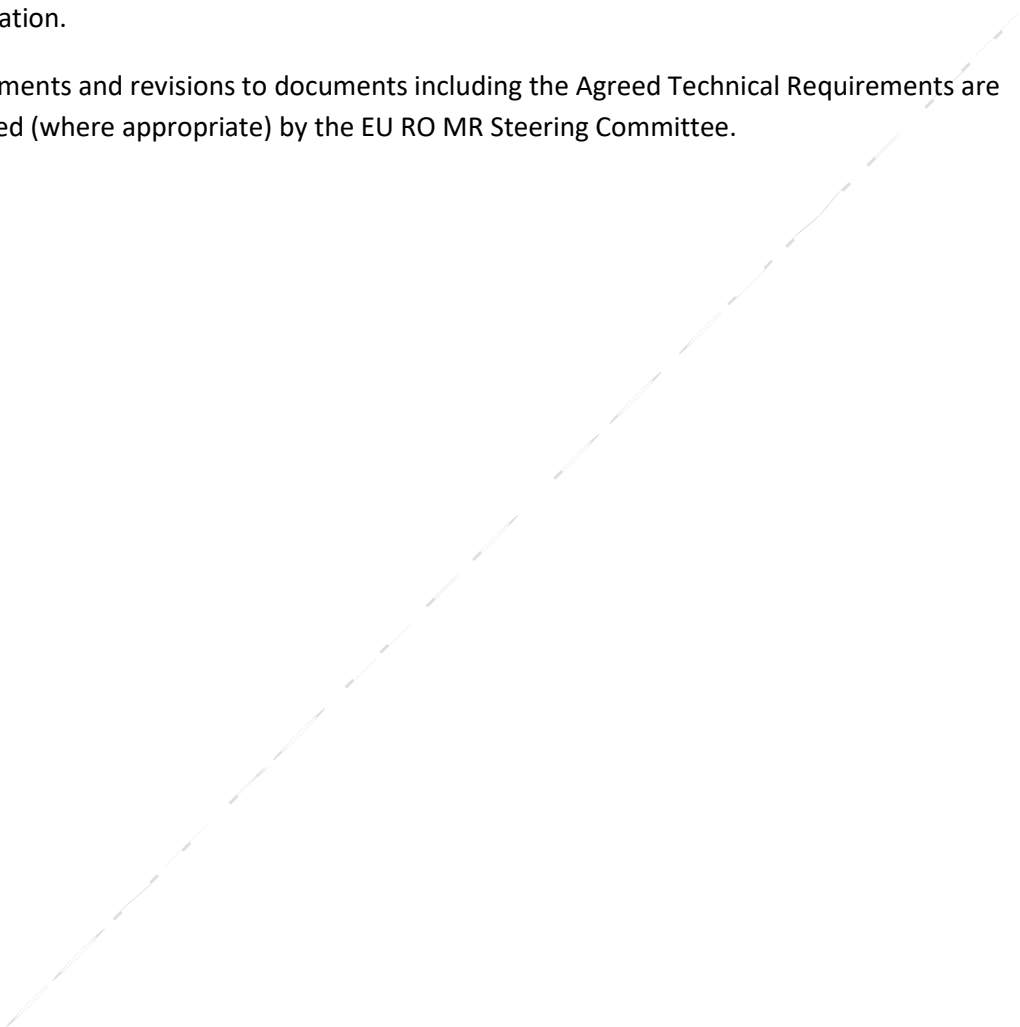 ation.
ments and revisions to documents including the Agreed Technical Requirements are
ed (where appropriate) by the EU RO MR Steering Committee.